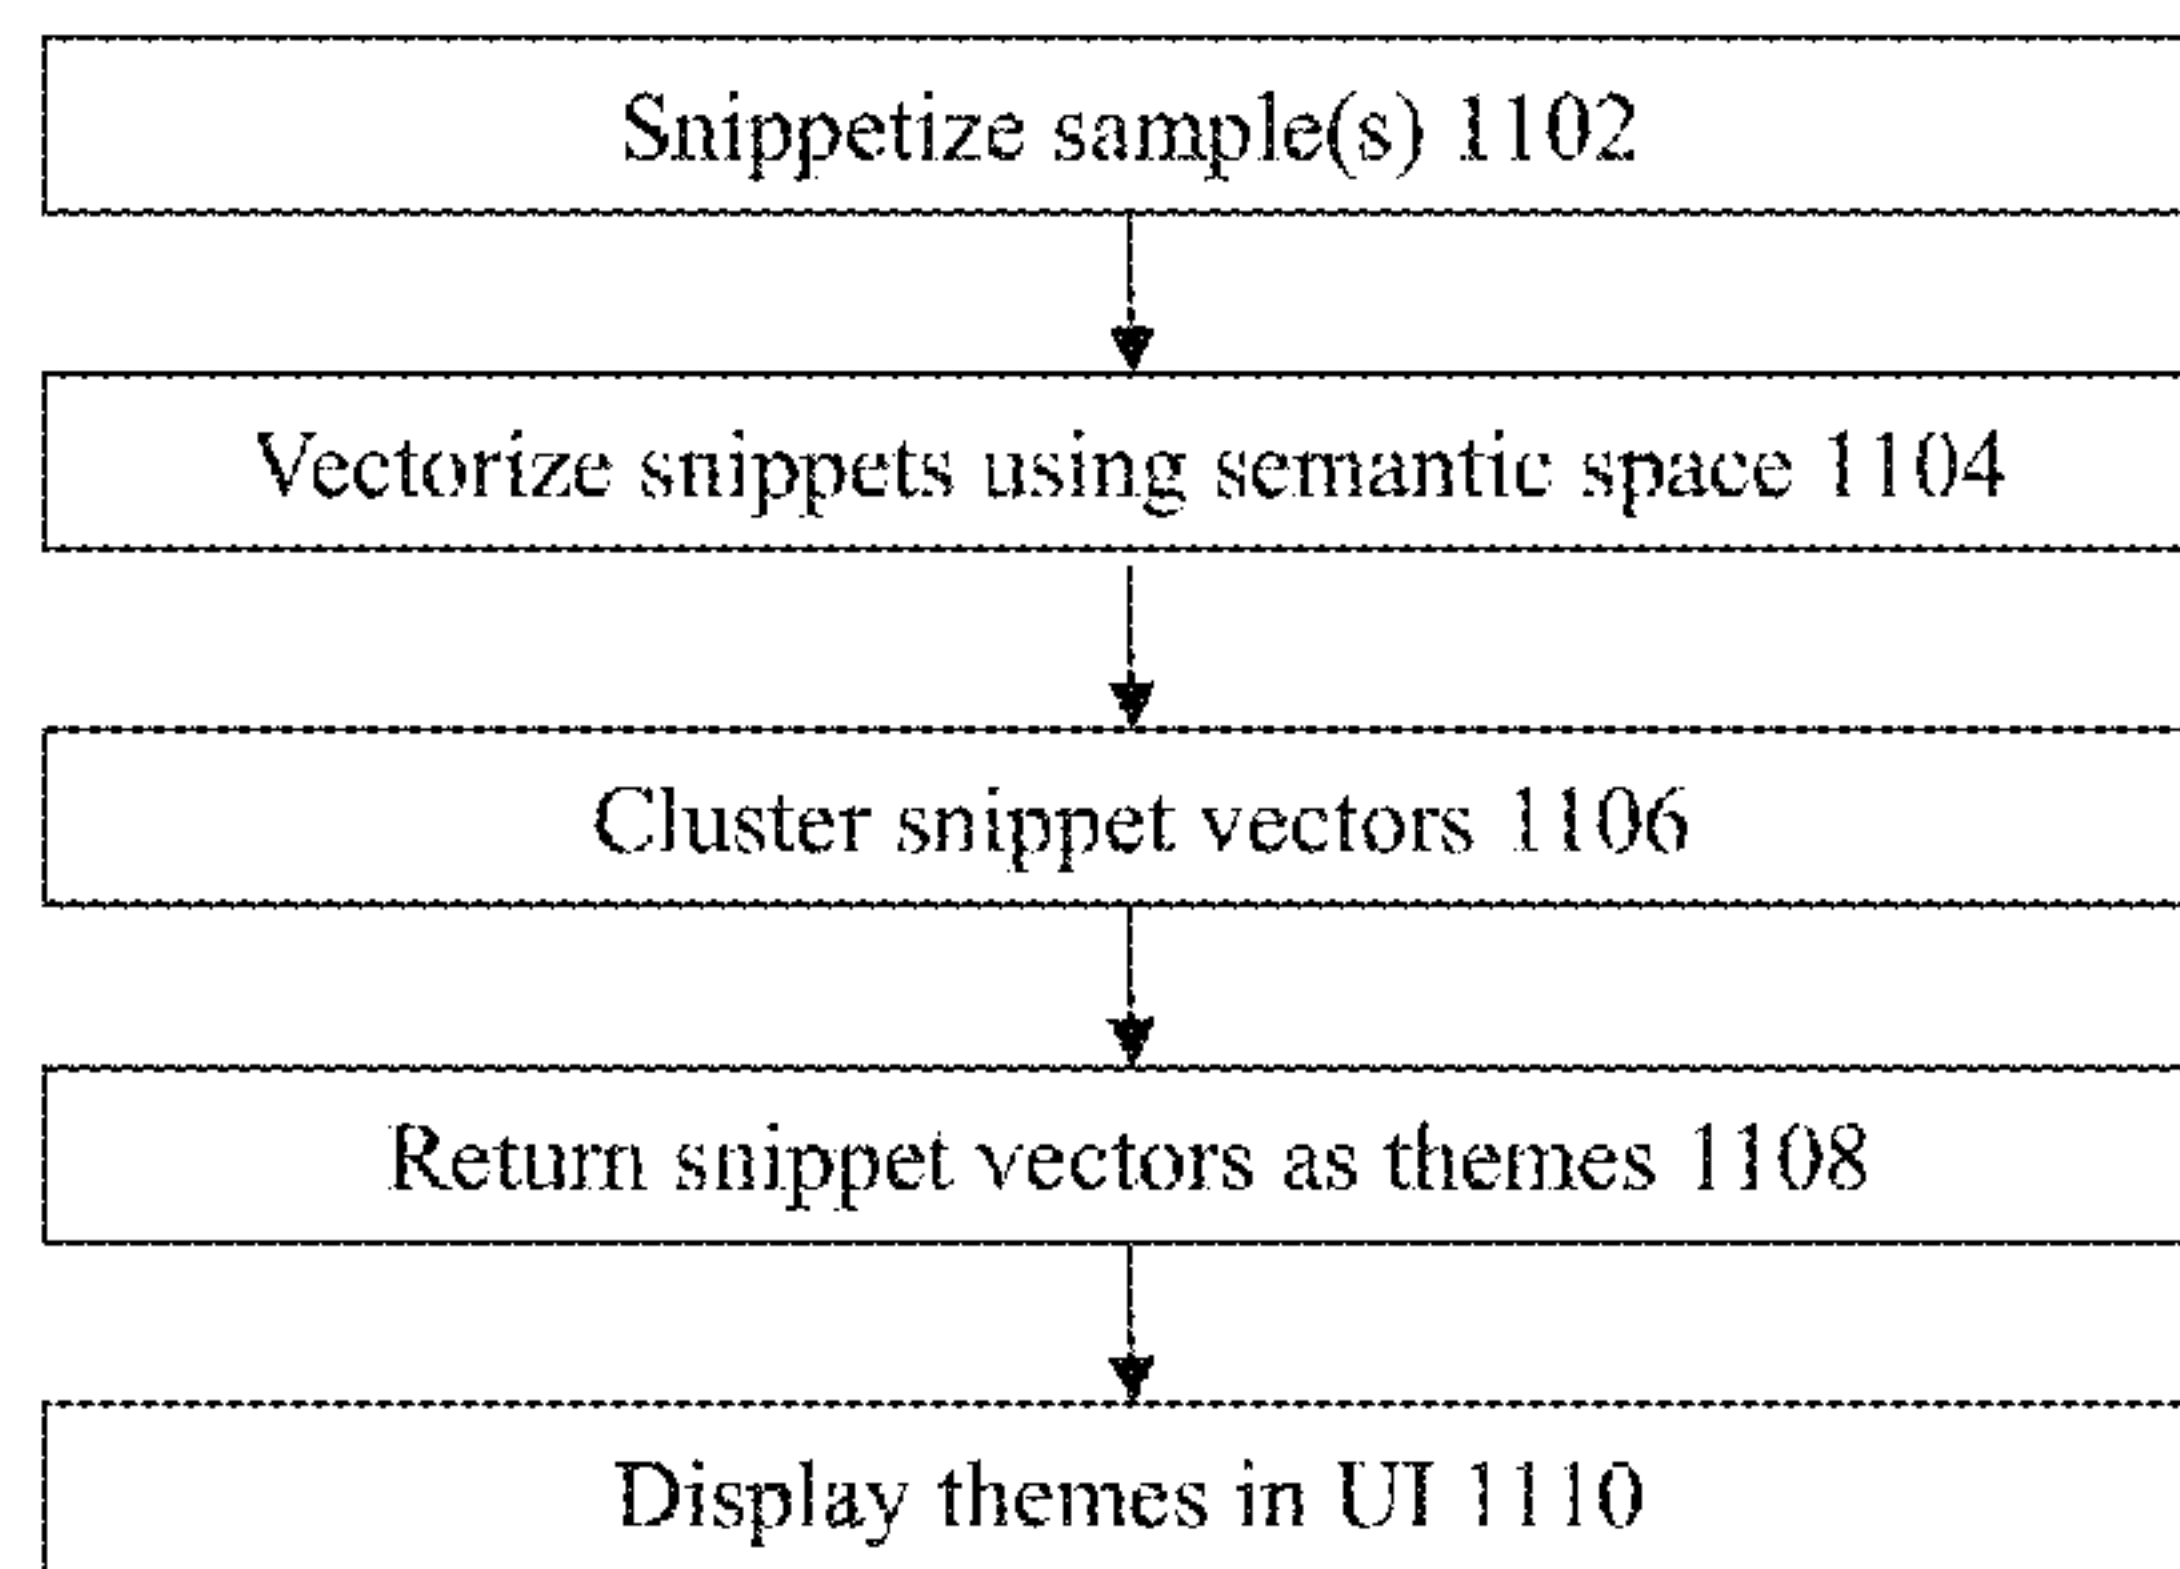 Snippetize sample(s) 1102
Vectorize snippets using semantic space 1104
Cluster snippet vectors 1106
Return snippet vectors as themes 1108
Display themes in UI 1110